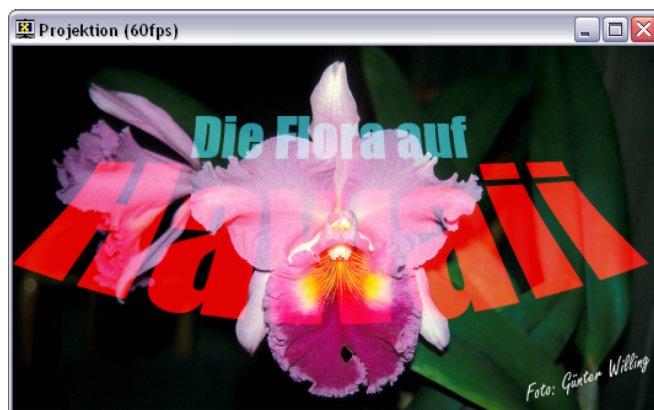 Projektion (60fps)
Die Flora auf
Hawaii
Foto: Günter Willing